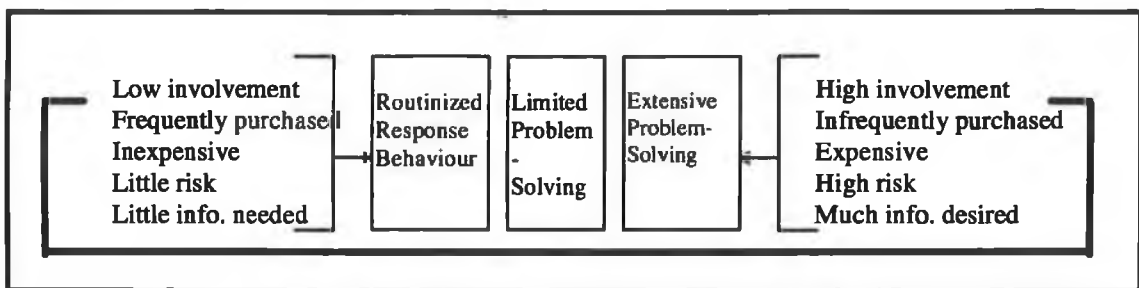 Low involvement
Frequently purchased
Inexpensive
Little risk
Little info. needed
Routinized
Response
Behaviour
Limited
Problem
-
Solving
Extensive
Problem-
Solving
High involvement
Infrequently purchased
Expensive
High risk
Much info. desired